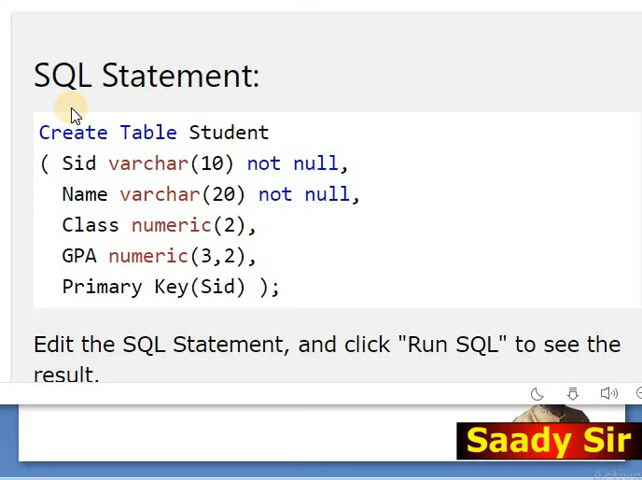 SQL Statement:
Create Table Student
( Sid varchar(10) not null,
Name varchar(20) not null,
Class numeric(2),
GPA numeric(3,2),
Primary Key(Sid) );
Edit the SQL Statement, and click "Run SQL" to see the
result.
Saady Sir